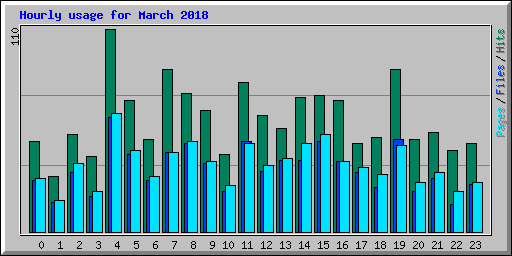 Hourly usage for March 2018
110
Pages/Files/Hits
0 1 2 3 4 5 6 7 8 9 10 11 12 13 14 15 16 17 18 19 20 21 22 23